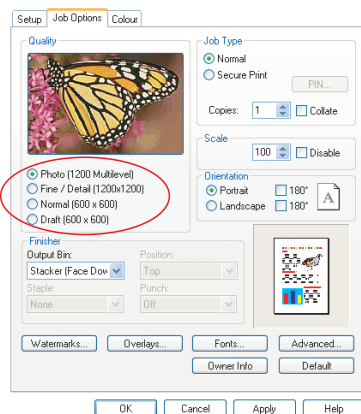 Setup Job Options Colour
Quality
Photo (1200 Multilevel)
Fine / Detail (1200x1200)
Normal (600 x 600)
Draft (600 x 600)
Job Type
Normal
Secure Print
PIN...
Copies: 1 Collate
Scale
100 Disable
Orientation
Portrait 180°
Landscape 180°
A
Finisher
Output Bin: Position:
Stacker (Face Dow Top
Staple: Punch:
None Off
Watermarks... Overlays... Fonts... Advanced...
Owner Info Default
OK Cancel Apply Help